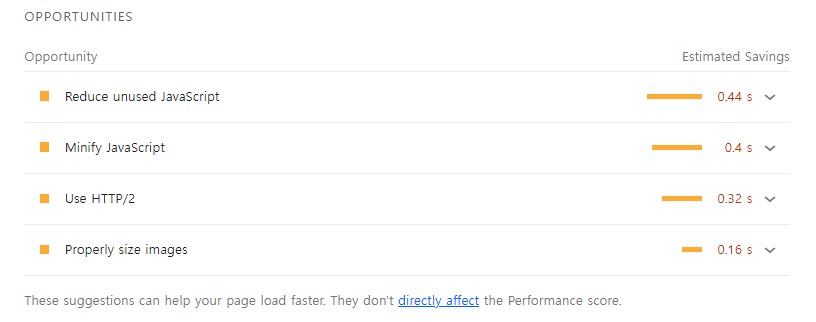 OPPORTUNITIES
Opportunity Estimated Savings
Reduce unused JavaScript 0.44 s
Minify JavaScript 0.4 s
Use HTTP/2 0.32 s
Properly size images 0.16 s
These suggestions can help your page load faster. They don't directly affect the Performance score.